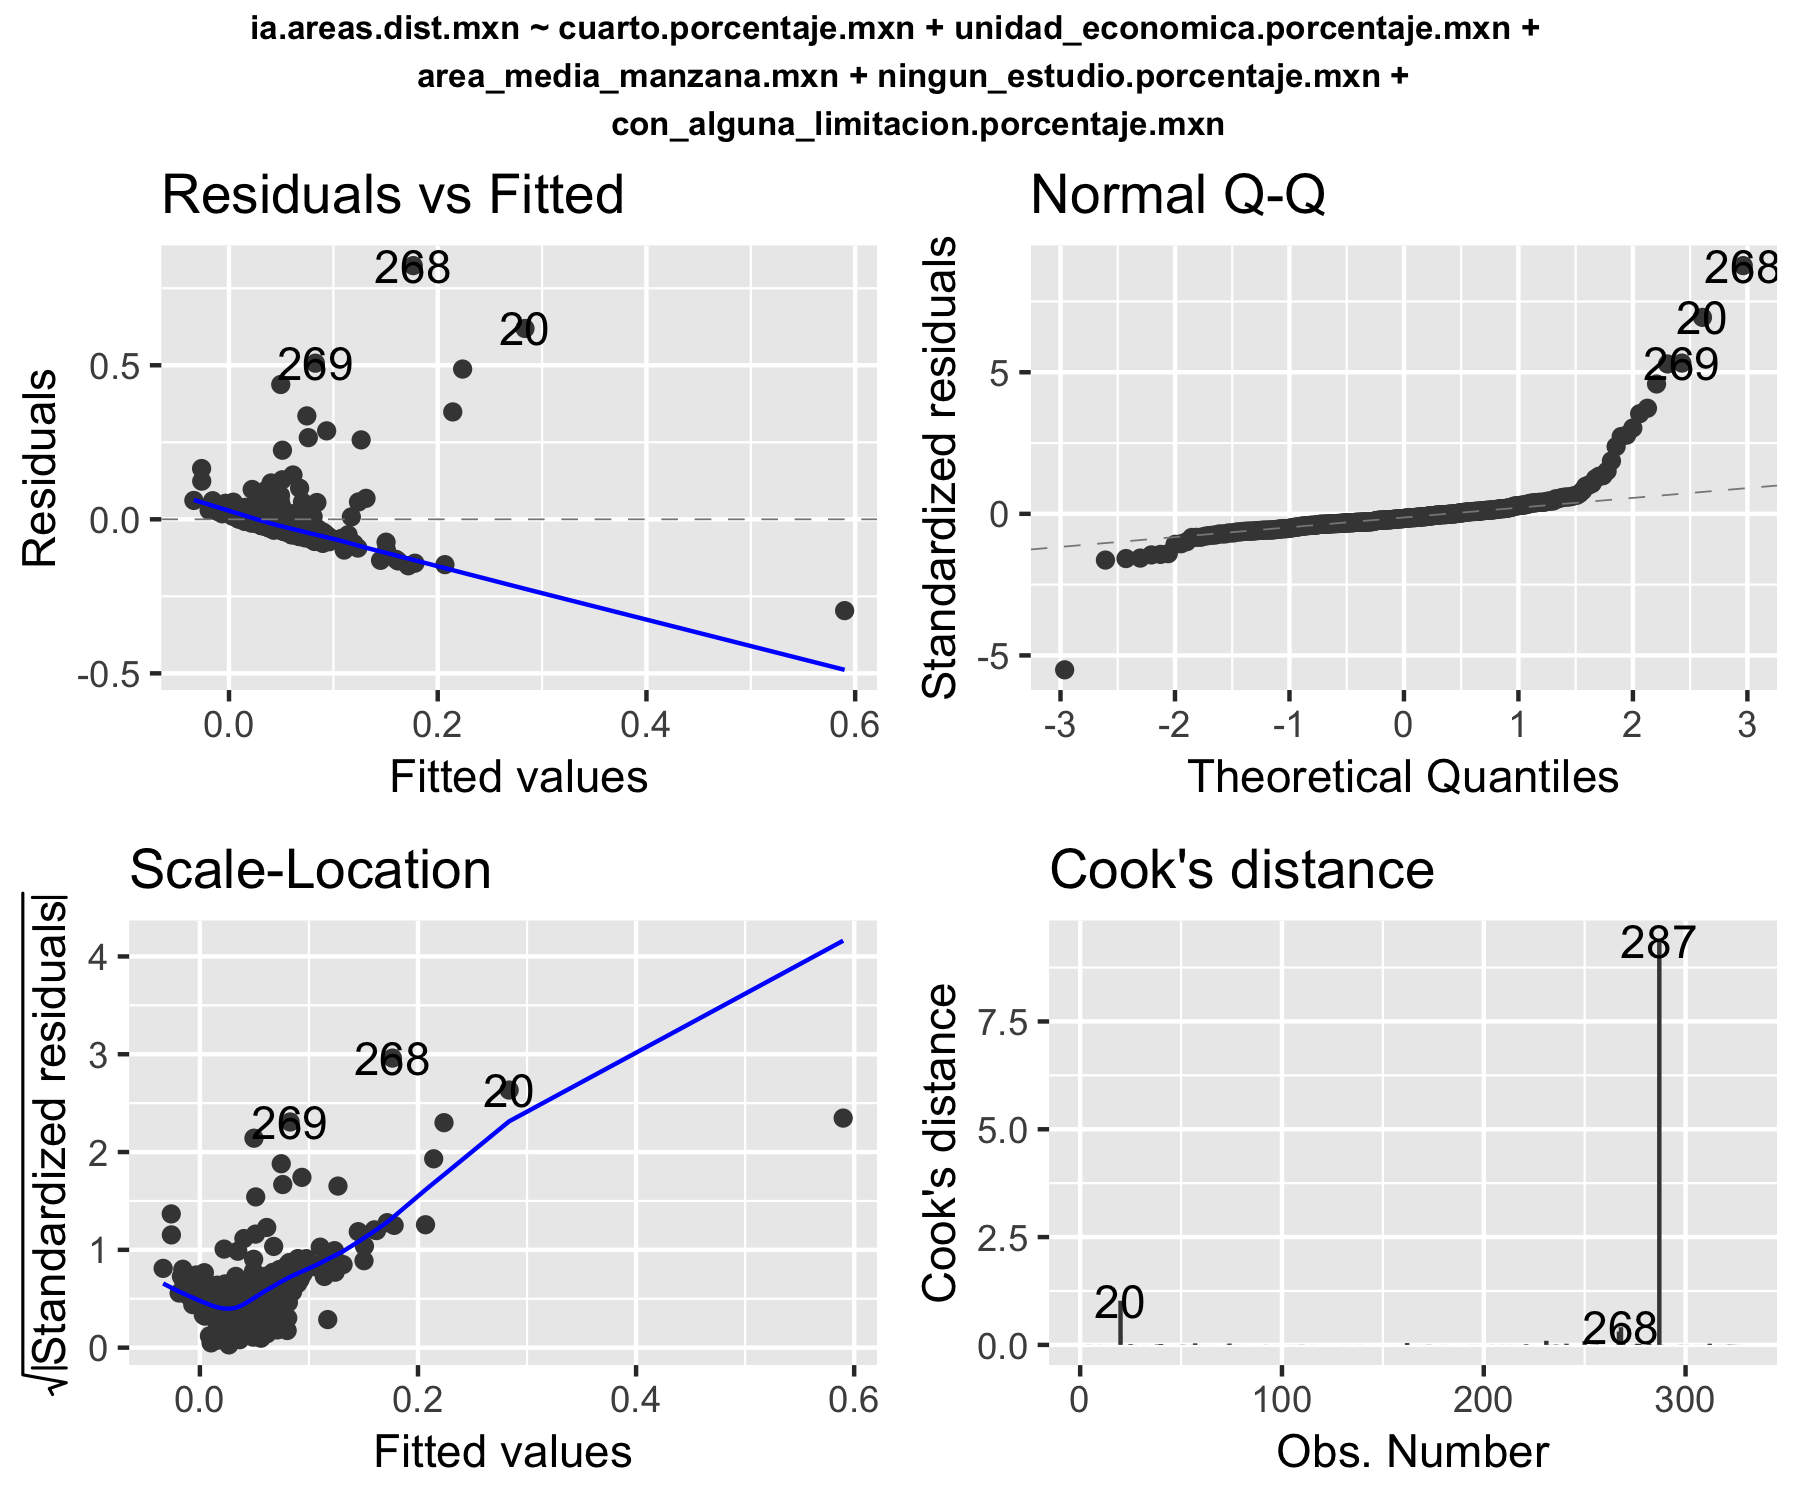 ia.areas.dist.mxn ~ cuarto.porcentaje.mxn + unidad_economica.porcentaje.mxn +
area_media_manzana.mxn + ningun_estudio.porcentaje.mxn +
con_alguna_limitacion.porcentaje.mxn
Residuals vs Fitted
Residuals
0.5
0.0
-0.5
268
20
269
0.0 0.2 0.4 0.6
Fitted values
Normal Q-Q
Standardized residuals
5
0
-5
268
20
269
-3 -2 -1 0 1 2 3
Theoretical Quantiles
Scale-Location
√|Standardized residuals|
4
3
2
1
0
268
20
269
0.0 0.2 0.4 0.6
Fitted values
Cook's distance
Cook's distance
7.5
5.0
2.5
0.0
287
20
268
0 100 200 300
Obs. Number